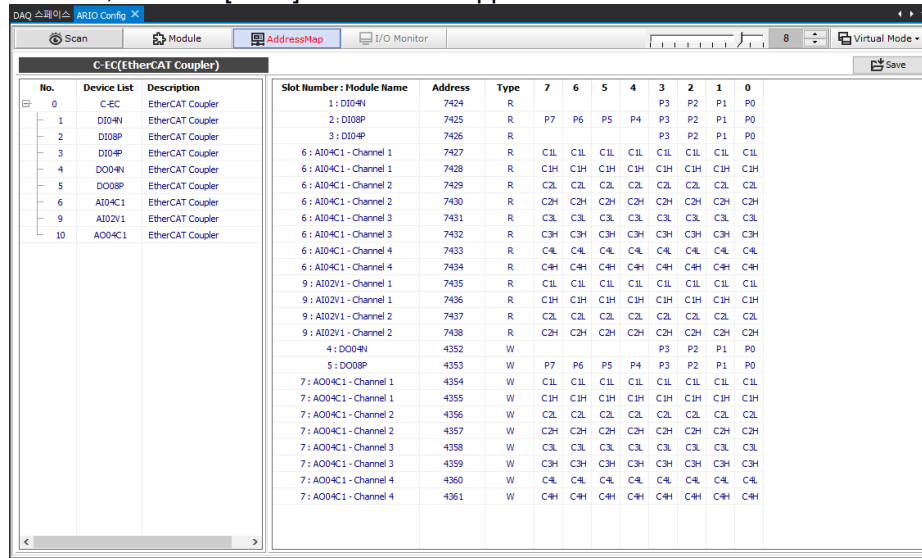 DAQ 스페이스 ARIO Config ×
Scan Module AddressMap I/O Monitor 8 Virtual Mode
C-EC(EtherCAT Coupler) Save
No. Device List Description
0 C-EC EtherCAT Coupler
1 DI04N EtherCAT Coupler
2 DI08P EtherCAT Coupler
3 DI04P EtherCAT Coupler
4 DO04N EtherCAT Coupler
5 DO08P EtherCAT Coupler
6 AI04C1 EtherCAT Coupler
9 AI02V1 EtherCAT Coupler
10 AO04C1 EtherCAT Coupler
Slot Number : Module Name Address Type 7 6 5 4 3 2 1 0
1 : DI04N 7424 R P3 P2 P1 P0
2 : DI08P 7425 R P7 P6 P5 P4 P3 P2 P1 P0
3 : DI04P 7426 R P3 P2 P1 P0
6 : AI04C1 - Channel 1 7427 R C1L C1L C1L C1L C1L C1L C1L C1L
6 : AI04C1 - Channel 1 7428 R C1H C1H C1H C1H C1H C1H C1H C1H
6 : AI04C1 - Channel 2 7429 R C2L C2L C2L C2L C2L C2L C2L C2L
6 : AI04C1 - Channel 2 7430 R C2H C2H C2H C2H C2H C2H C2H C2H
6 : AI04C1 - Channel 3 7431 R C3L C3L C3L C3L C3L C3L C3L C3L
6 : AI04C1 - Channel 3 7432 R C3H C3H C3H C3H C3H C3H C3H C3H
6 : AI04C1 - Channel 4 7433 R C4L C4L C4L C4L C4L C4L C4L C4L
6 : AI04C1 - Channel 4 7434 R C4H C4H C4H C4H C4H C4H C4H C4H
9 : AI02V1 - Channel 1 7435 R C1L C1L C1L C1L C1L C1L C1L C1L
9 : AI02V1 - Channel 1 7436 R C1H C1H C1H C1H C1H C1H C1H C1H
9 : AI02V1 - Channel 2 7437 R C2L C2L C2L C2L C2L C2L C2L C2L
9 : AI02V1 - Channel 2 7438 R C2H C2H C2H C2H C2H C2H C2H C2H
4 : DO04N 4352 W P3 P2 P1 P0
5 : DO08P 4353 W P7 P6 P5 P4 P3 P2 P1 P0
7 : AO04C1 - Channel 1 4354 W C1L C1L C1L C1L C1L C1L C1L C1L
7 : AO04C1 - Channel 1 4355 W C1H C1H C1H C1H C1H C1H C1H C1H
7 : AO04C1 - Channel 2 4356 W C2L C2L C2L C2L C2L C2L C2L C2L
7 : AO04C1 - Channel 2 4357 W C2H C2H C2H C2H C2H C2H C2H C2H
7 : AO04C1 - Channel 3 4358 W C3L C3L C3L C3L C3L C3L C3L C3L
7 : AO04C1 - Channel 3 4359 W C3H C3H C3H C3H C3H C3H C3H C3H
7 : AO04C1 - Channel 4 4360 W C4L C4L C4L C4L C4L C4L C4L C4L
7 : AO04C1 - Channel 4 4361 W C4H C4H C4H C4H C4H C4H C4H C4H